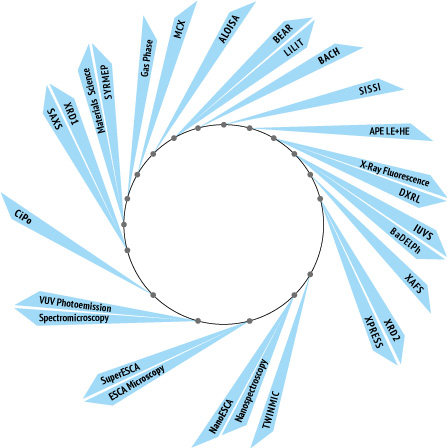 MCX
ALOISA
BEAR
LILIT
BACH
SISSI
APE LE+HE
X-Ray Fluorescence
DXRL
IUVS
BaDElPh
XAFS
XRD2
XPRESS
TWINMIC
Nanospectroscopy
NanoESCA
ESCA Microscopy
SuperESCA
Spectromicroscopy
VUV Photoemission
CiPo
SAXS
XRD1
Materials Science
SYRMEP
Gas Phase